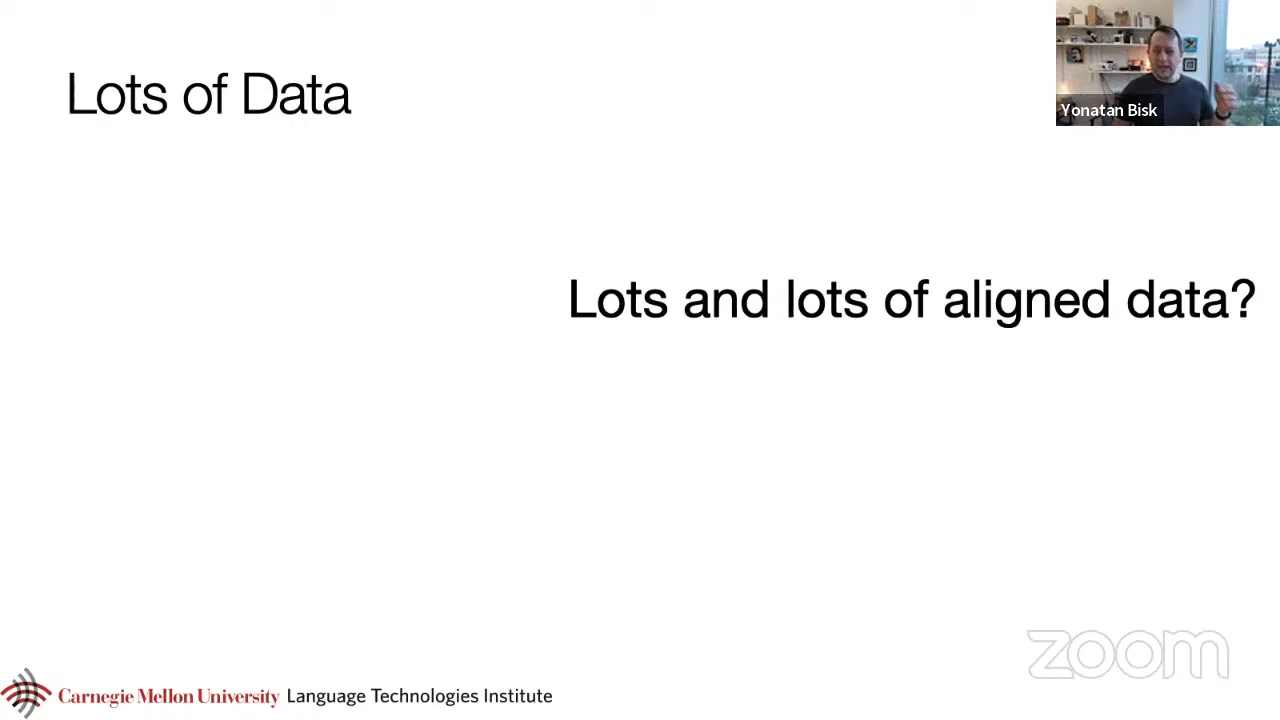 Lots of Data
Yonatan Bisk
Lots and lots of aligned data?
zoom
Carnegie Mellon University Language Technologies Institute